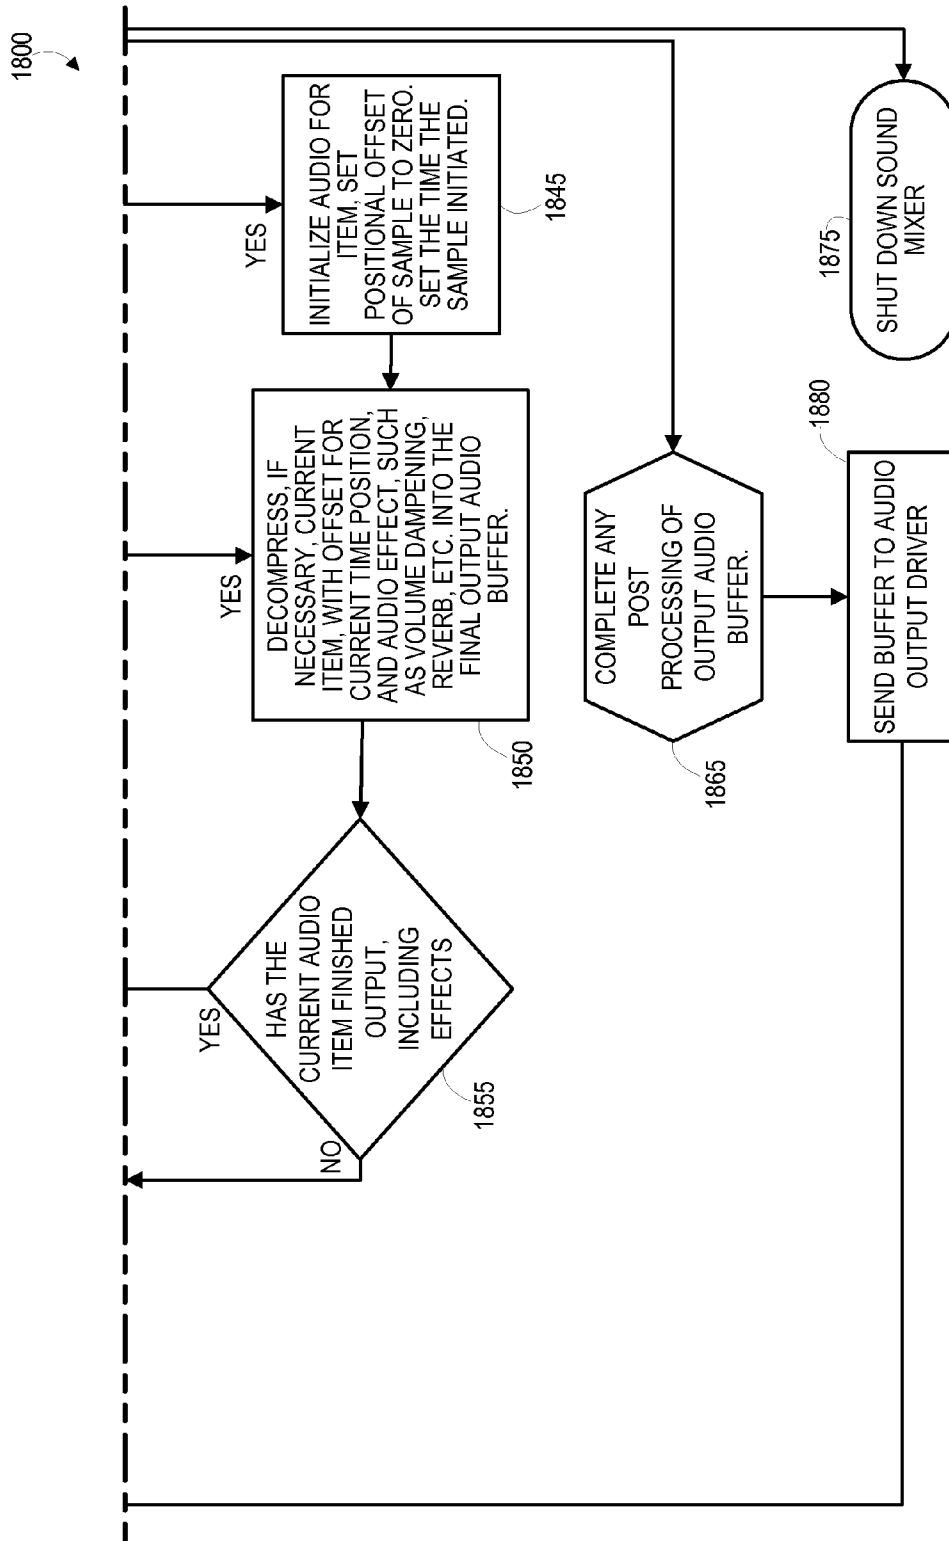 1800
YES
INITIALIZE AUDIO FOR
ITEM, SET
POSITIONAL OFFSET
OF SAMPLE TO ZERO.
SET THE TIME THE
SAMPLE INITIATED.
1845
YES
DECOMPRESS, IF
NECESSARY, CURRENT
ITEM, WITH OFFSET FOR
CURRENT TIME POSITION,
AND AUDIO EFFECT, SUCH
AS VOLUME DAMPENING,
REVERB, ETC. INTO THE
FINAL OUTPUT AUDIO
BUFFER.
1850
HAS THE
CURRENT AUDIO
ITEM FINISHED
OUTPUT,
INCLUDING
EFFECTS
YES
NO
1855
COMPLETE ANY
POST
PROCESSING OF
OUTPUT AUDIO
BUFFER.
1865
1875
SHUT DOWN SOUND
MIXER
1880
SEND BUFFER TO AUDIO
OUTPUT DRIVER